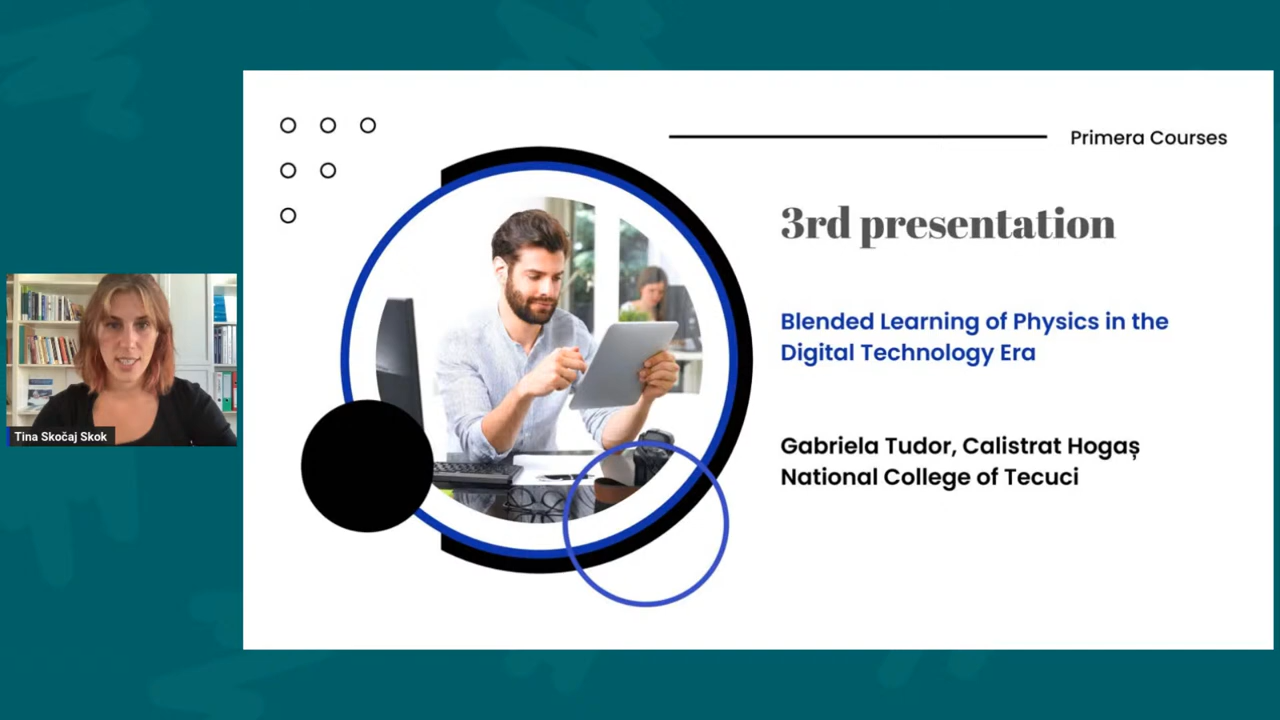 Primera Courses
3rd presentation
Blended Learning of Physics in the
Digital Technology Era
Gabriela Tudor, Calistrat Hogaș
National College of Tecuci
Tina Skočaj Skok